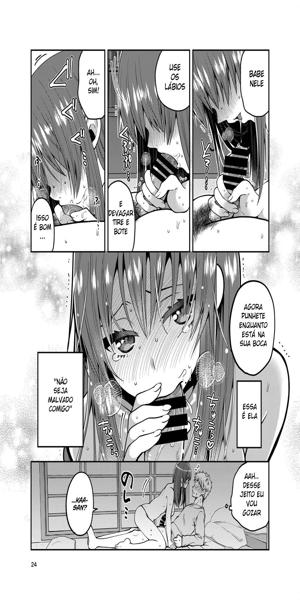 BABE
NELE
USE
OS
LÁBIOS
E
DEVAGAR
TIRE E
BOTE
AH...
OH,
SIM!
ISSO
É BOM
...
AGORA
PUNHETE
ENQUANTO
ESTÁ NA
SUA BOCA
ESSA
É ELA
"NÃO
SEJA
MALVADO
COMIGO"
AAH...
DESSE
JEITO EU
VOU
GOZAR
...KAA-
SAN?
24